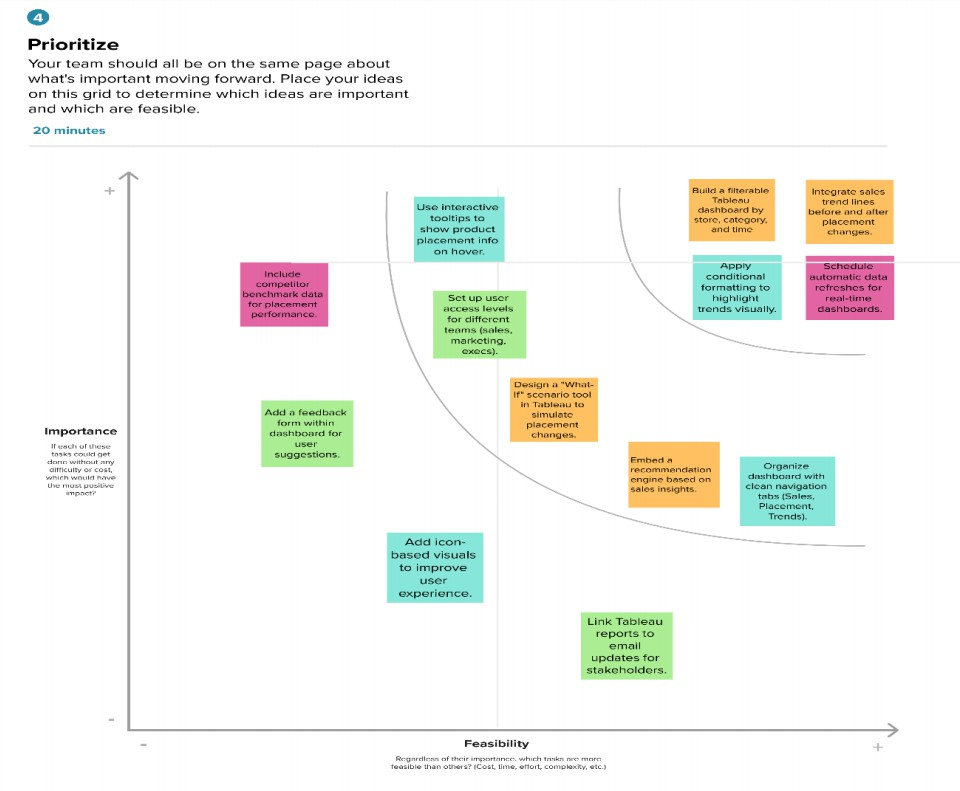 4
Prioritize
Your team should all be on the same page about
what's important moving forward. Place your ideas
on this grid to determine which ideas are important
and which are feasible.
20 minutes
+
Build a filterable
Tableau
dashboard by
store, category,
and time
Integrate sales
trend lines
before and after
placement
changes.
Use interactive
tooltips to
show product
placement info
on hover.
Apply
conditional
formatting to
highlight
trends visually.
Schedule
automatic data
refreshes for
real-time
dashboards.
Include
competitor
benchmark data
for placement
performance.
Set up user
access levels
for different
teams (sales,
marketing,
execs).
Design a "What-
If" scenario tool
in Tableau to
simulate
placement
changes.
Add a feedback
form within
dashboard for
user
suggestions.
Importance
If each of these
tasks could get
done without any
difficulty or cost,
which would have
the most positive
impact?
Embed a
recommendation
engine based on
sales insights.
Organize
dashboard with
clean navigation
tabs (Sales,
Placement,
Trends).
Add icon-
based visuals
to improve
user
experience.
Link Tableau
reports to
email
updates for
stakeholders.
-
-
Feasibility
+
Regardless of their importance, which tasks are more
feasible than others? (Cost, time, effort, complexity, etc.)